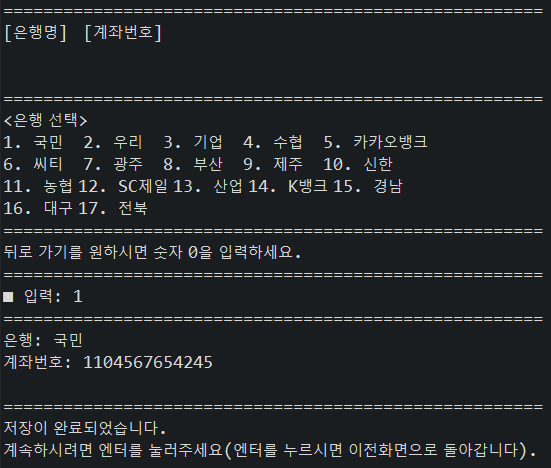 ======================================================
[은행명] [계좌번호]
======================================================
<은행 선택>
1. 국민 2. 우리 3. 기업 4. 수협 5. 카카오뱅크
6. 씨티 7. 광주 8. 부산 9. 제주 10. 신한
11. 농협 12. SC제일 13. 산업 14. K뱅크 15. 경남
16. 대구 17. 전북
======================================================
뒤로 가기를 원하시면 숫자 0을 입력하세요.
======================================================
■ 입력: 1
======================================================
은행: 국민
계좌번호: 1104567654245
======================================================
저장이 완료되었습니다.
계속하시려면 엔터를 눌러주세요(엔터를 누르시면 이전화면으로 돌아갑니다).